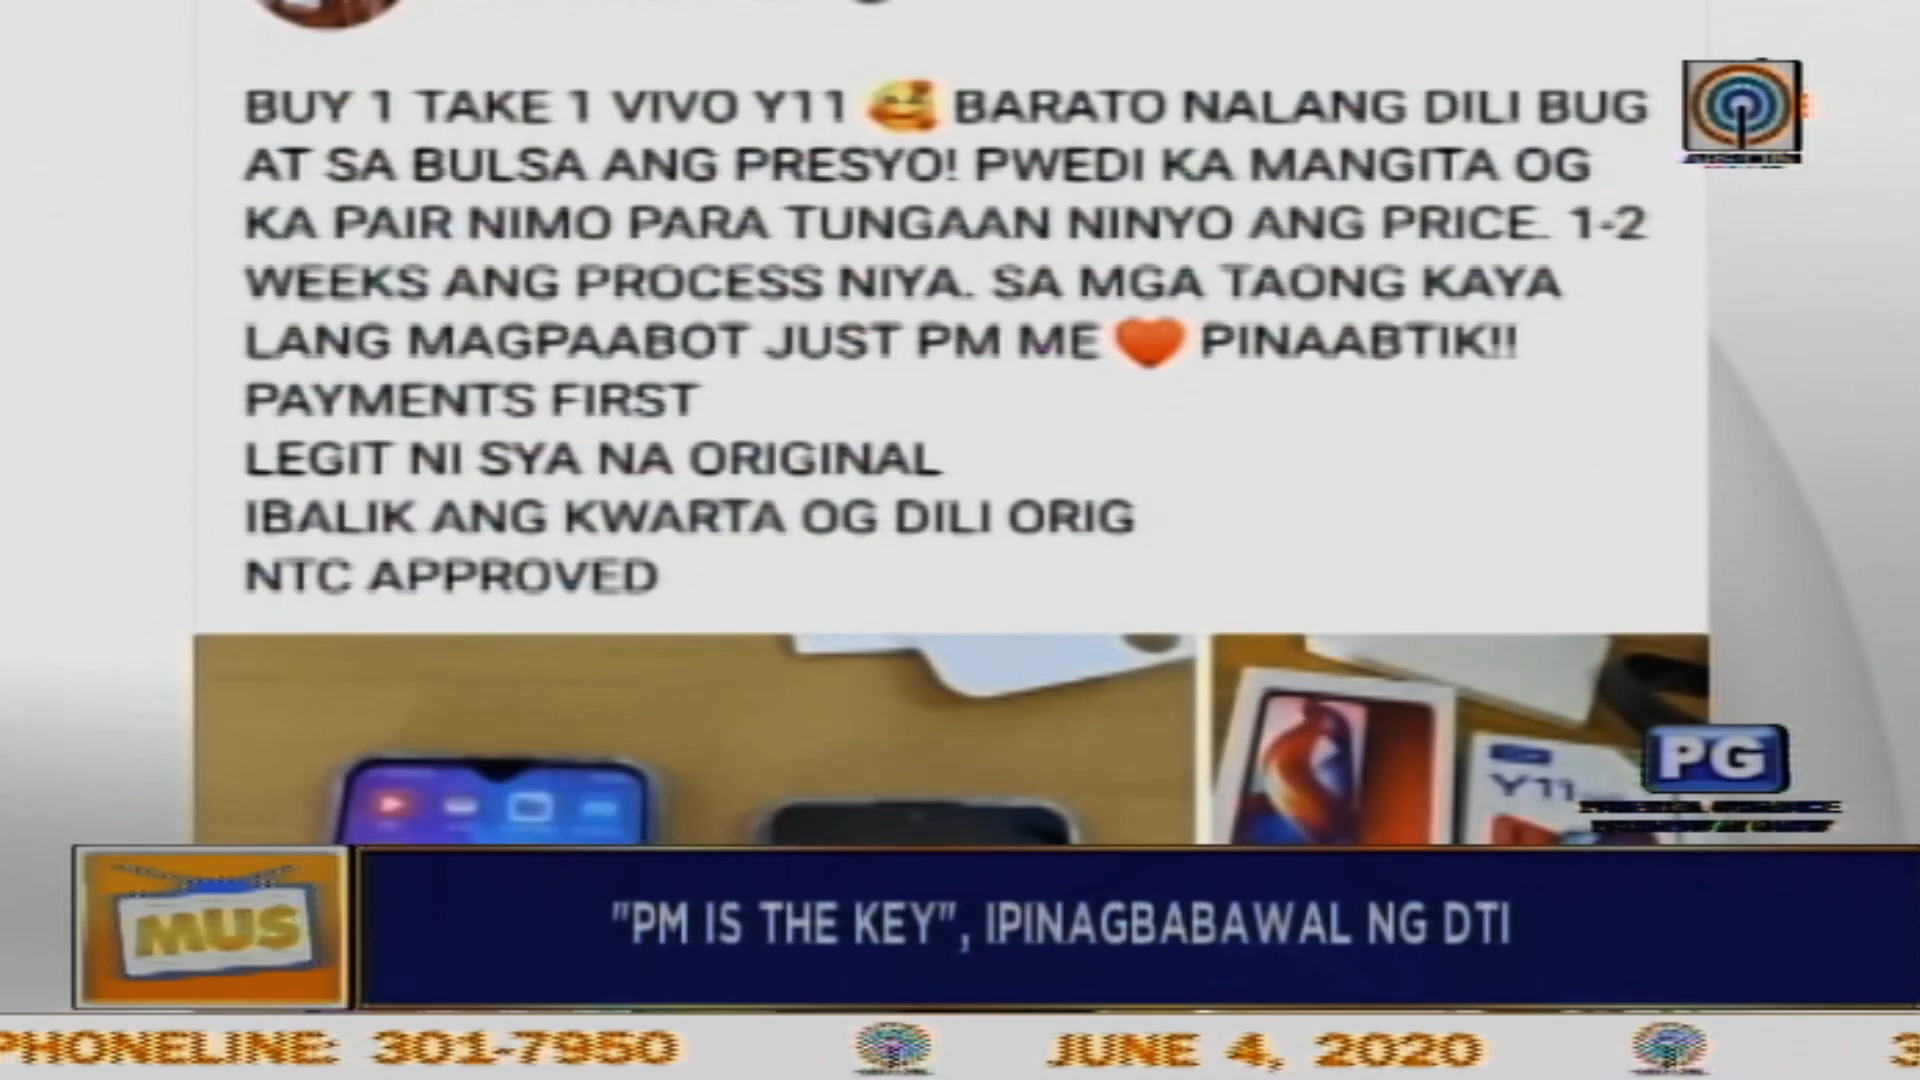 BUY 1 TAKE 1 VIVO Y11 🥰 BARATO NALANG DILI BUG
AT SA BULSA ANG PRESYO! PWEDI KA MANGITA OG
KA PAIR NIMO PARA TUNGAAN NINYO ANG PRICE. 1-2
WEEKS ANG PROCESS NIYA. SA MGA TAONG KAYA
LANG MAGPAABOT JUST PM ME ❤️ PINAABTIK!!
PAYMENTS FIRST
LEGIT NI SYA NA ORIGINAL
IBALIK ANG KWARTA OG DILI ORIG
NTC APPROVED
ABS-CBN
Y11
PG
MUS
"PM IS THE KEY", IPINAGBABAWAL NG DTI
PHONELINE: 301-7950 JUNE 4, 2020 3